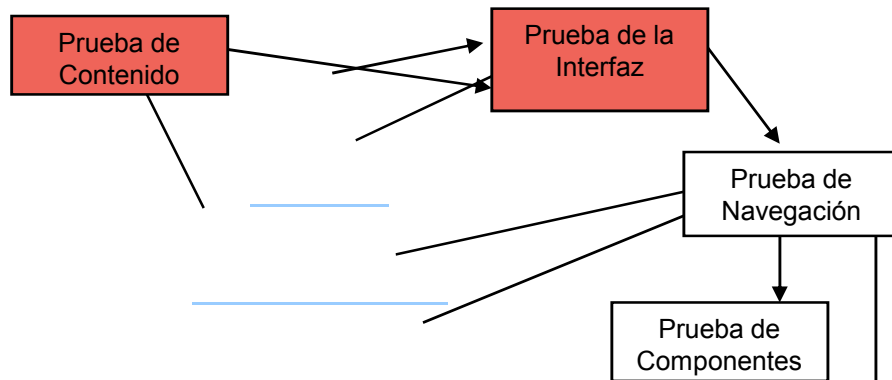 Prueba de
Contenido
Prueba de la
Interfaz
Prueba de
Navegación
Prueba de
Componentes